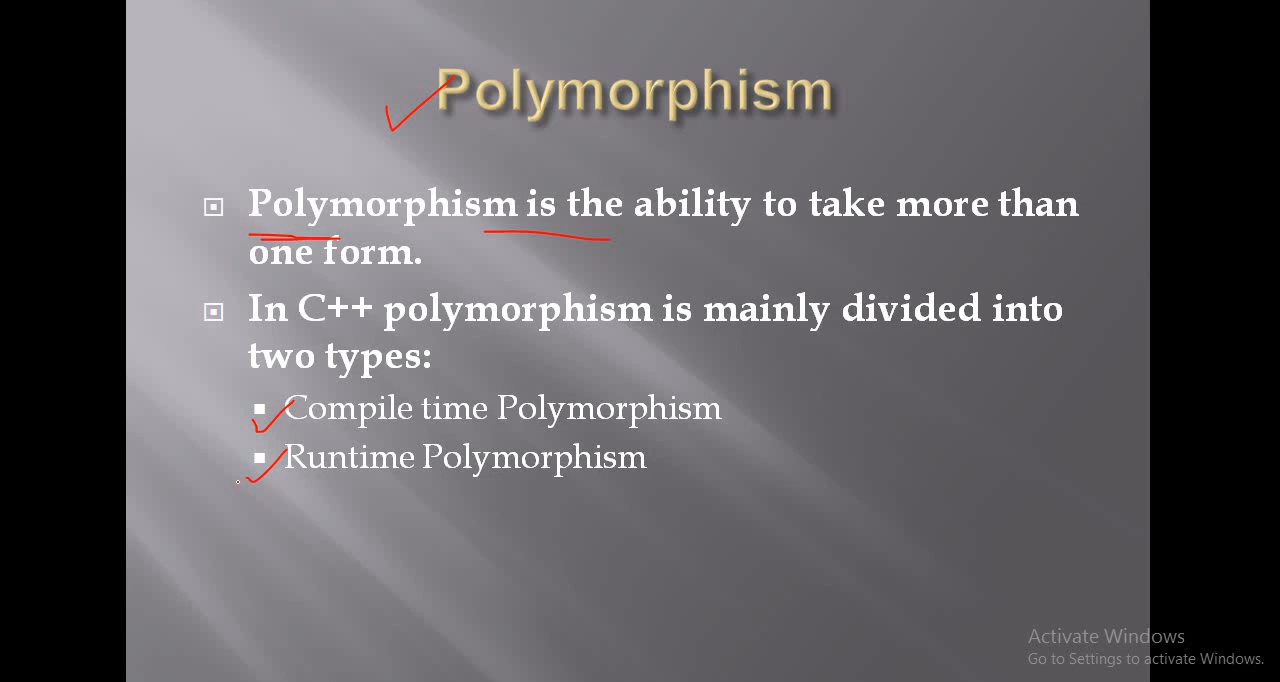 Polymorphism
Polymorphism is the ability to take more than
one form.
In C++ polymorphism is mainly divided into
two types:
Compile time Polymorphism
Runtime Polymorphism
Activate Windows
Go to Settings to activate Windows.